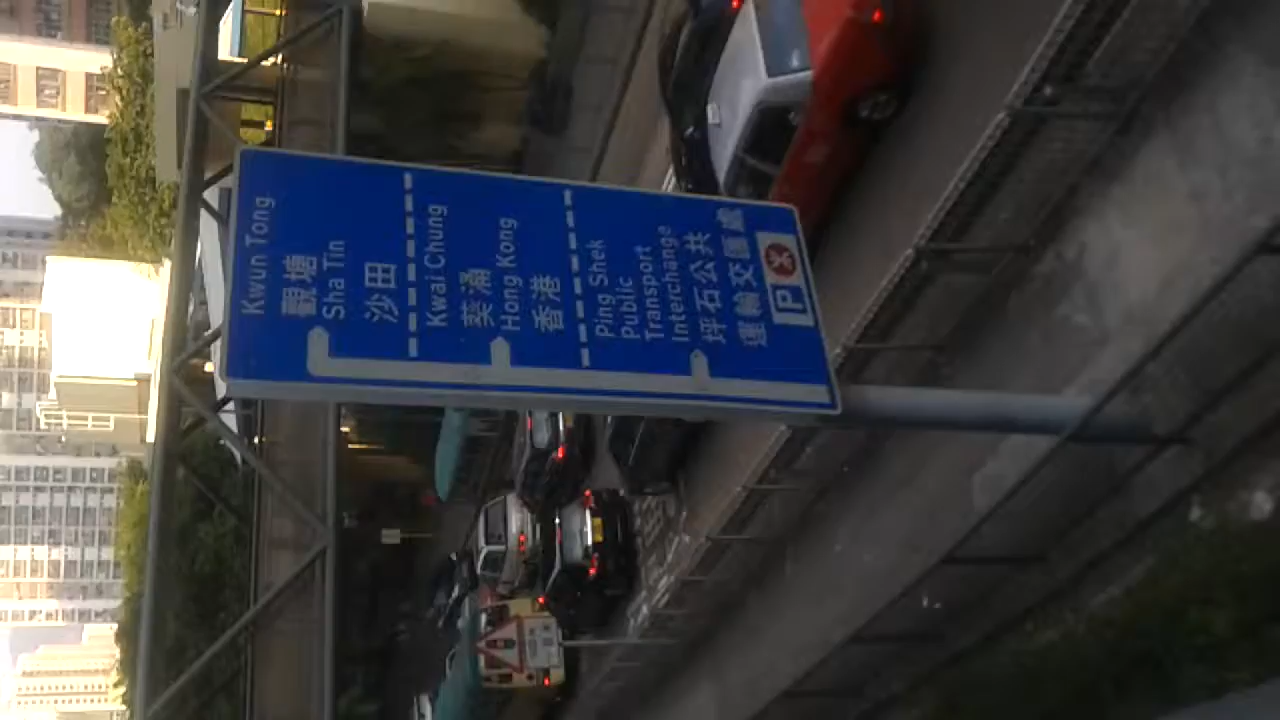 Kwun Tong
觀塘
Sha Tin
沙田
Kwai Chung
葵涌
Hong Kong
香港
Ping Shek
Public
Transport
Interchange
坪石公共
運輸交匯處
P